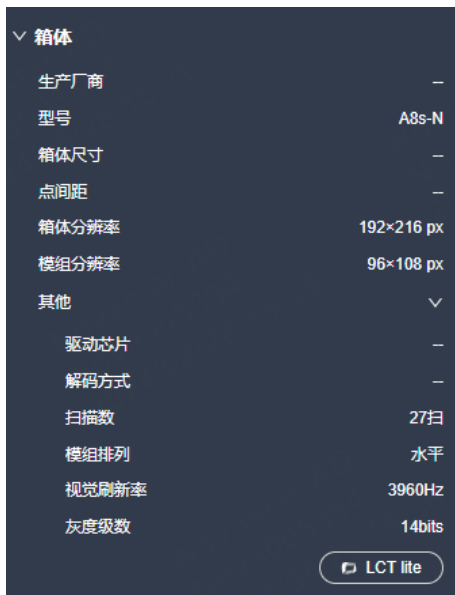 箱体
生产厂商 --
型号 A8s-N
箱体尺寸 --
点间距 --
箱体分辨率 192×216 px
模组分辨率 96×108 px
其他
驱动芯片 --
解码方式 --
扫描数 27扫
模组排列 水平
视觉刷新率 3960Hz
灰度级数 14bits
LCT lite